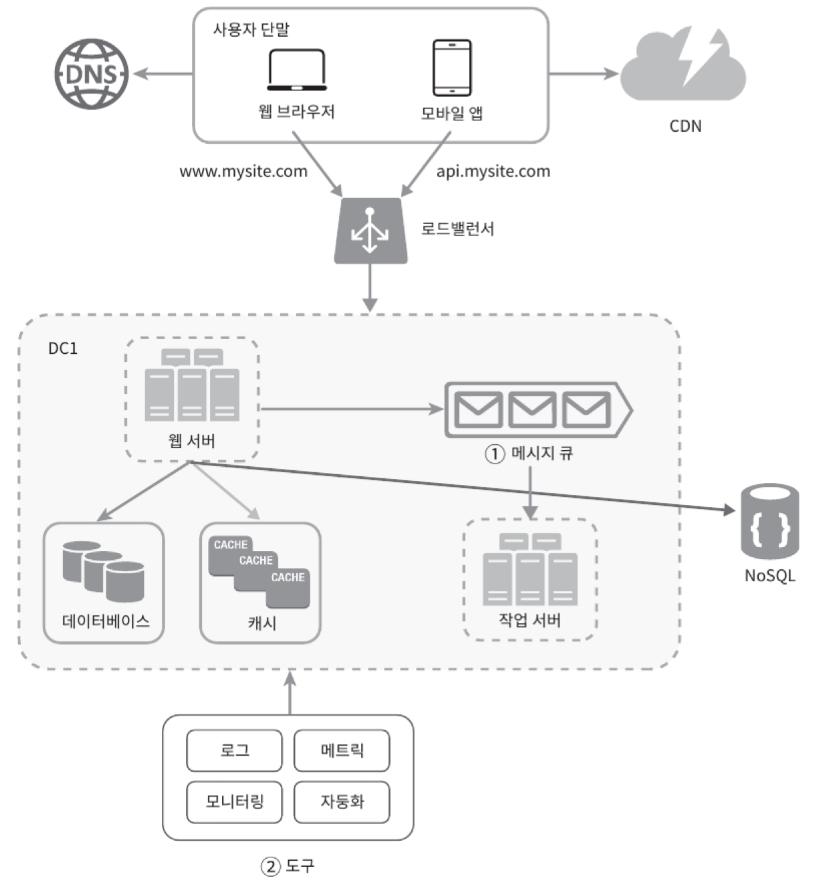 사용자 단말
DNS
웹 브라우저
모바일 앱
CDN
www.mysite.com
api.mysite.com
로드밸런서
DC1
웹 서버
① 메시지 큐
CACHE
CACHE
CACHE
데이터베이스
캐시
작업 서버
{ }
NoSQL
로그
메트릭
모니터링
자동화
② 도구